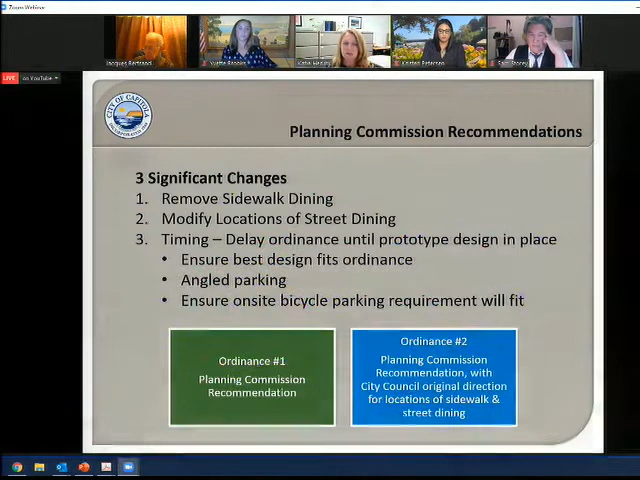 Zoom Webinar
Jacques Bertrand
Yvette Brooks
Katie Herlihy
Kristen Petersen
Sam Storey
LIVE on YouTube
CITY OF CAPITOLA
INCORPORATED 1949
Planning Commission Recommendations
3 Significant Changes
1. Remove Sidewalk Dining
2. Modify Locations of Street Dining
3. Timing – Delay ordinance until prototype design in place
• Ensure best design fits ordinance
• Angled parking
• Ensure onsite bicycle parking requirement will fit
Ordinance #1
Planning Commission
Recommendation
Ordinance #2
Planning Commission
Recommendation, with
City Council original direction
for locations of sidewalk &
street dining